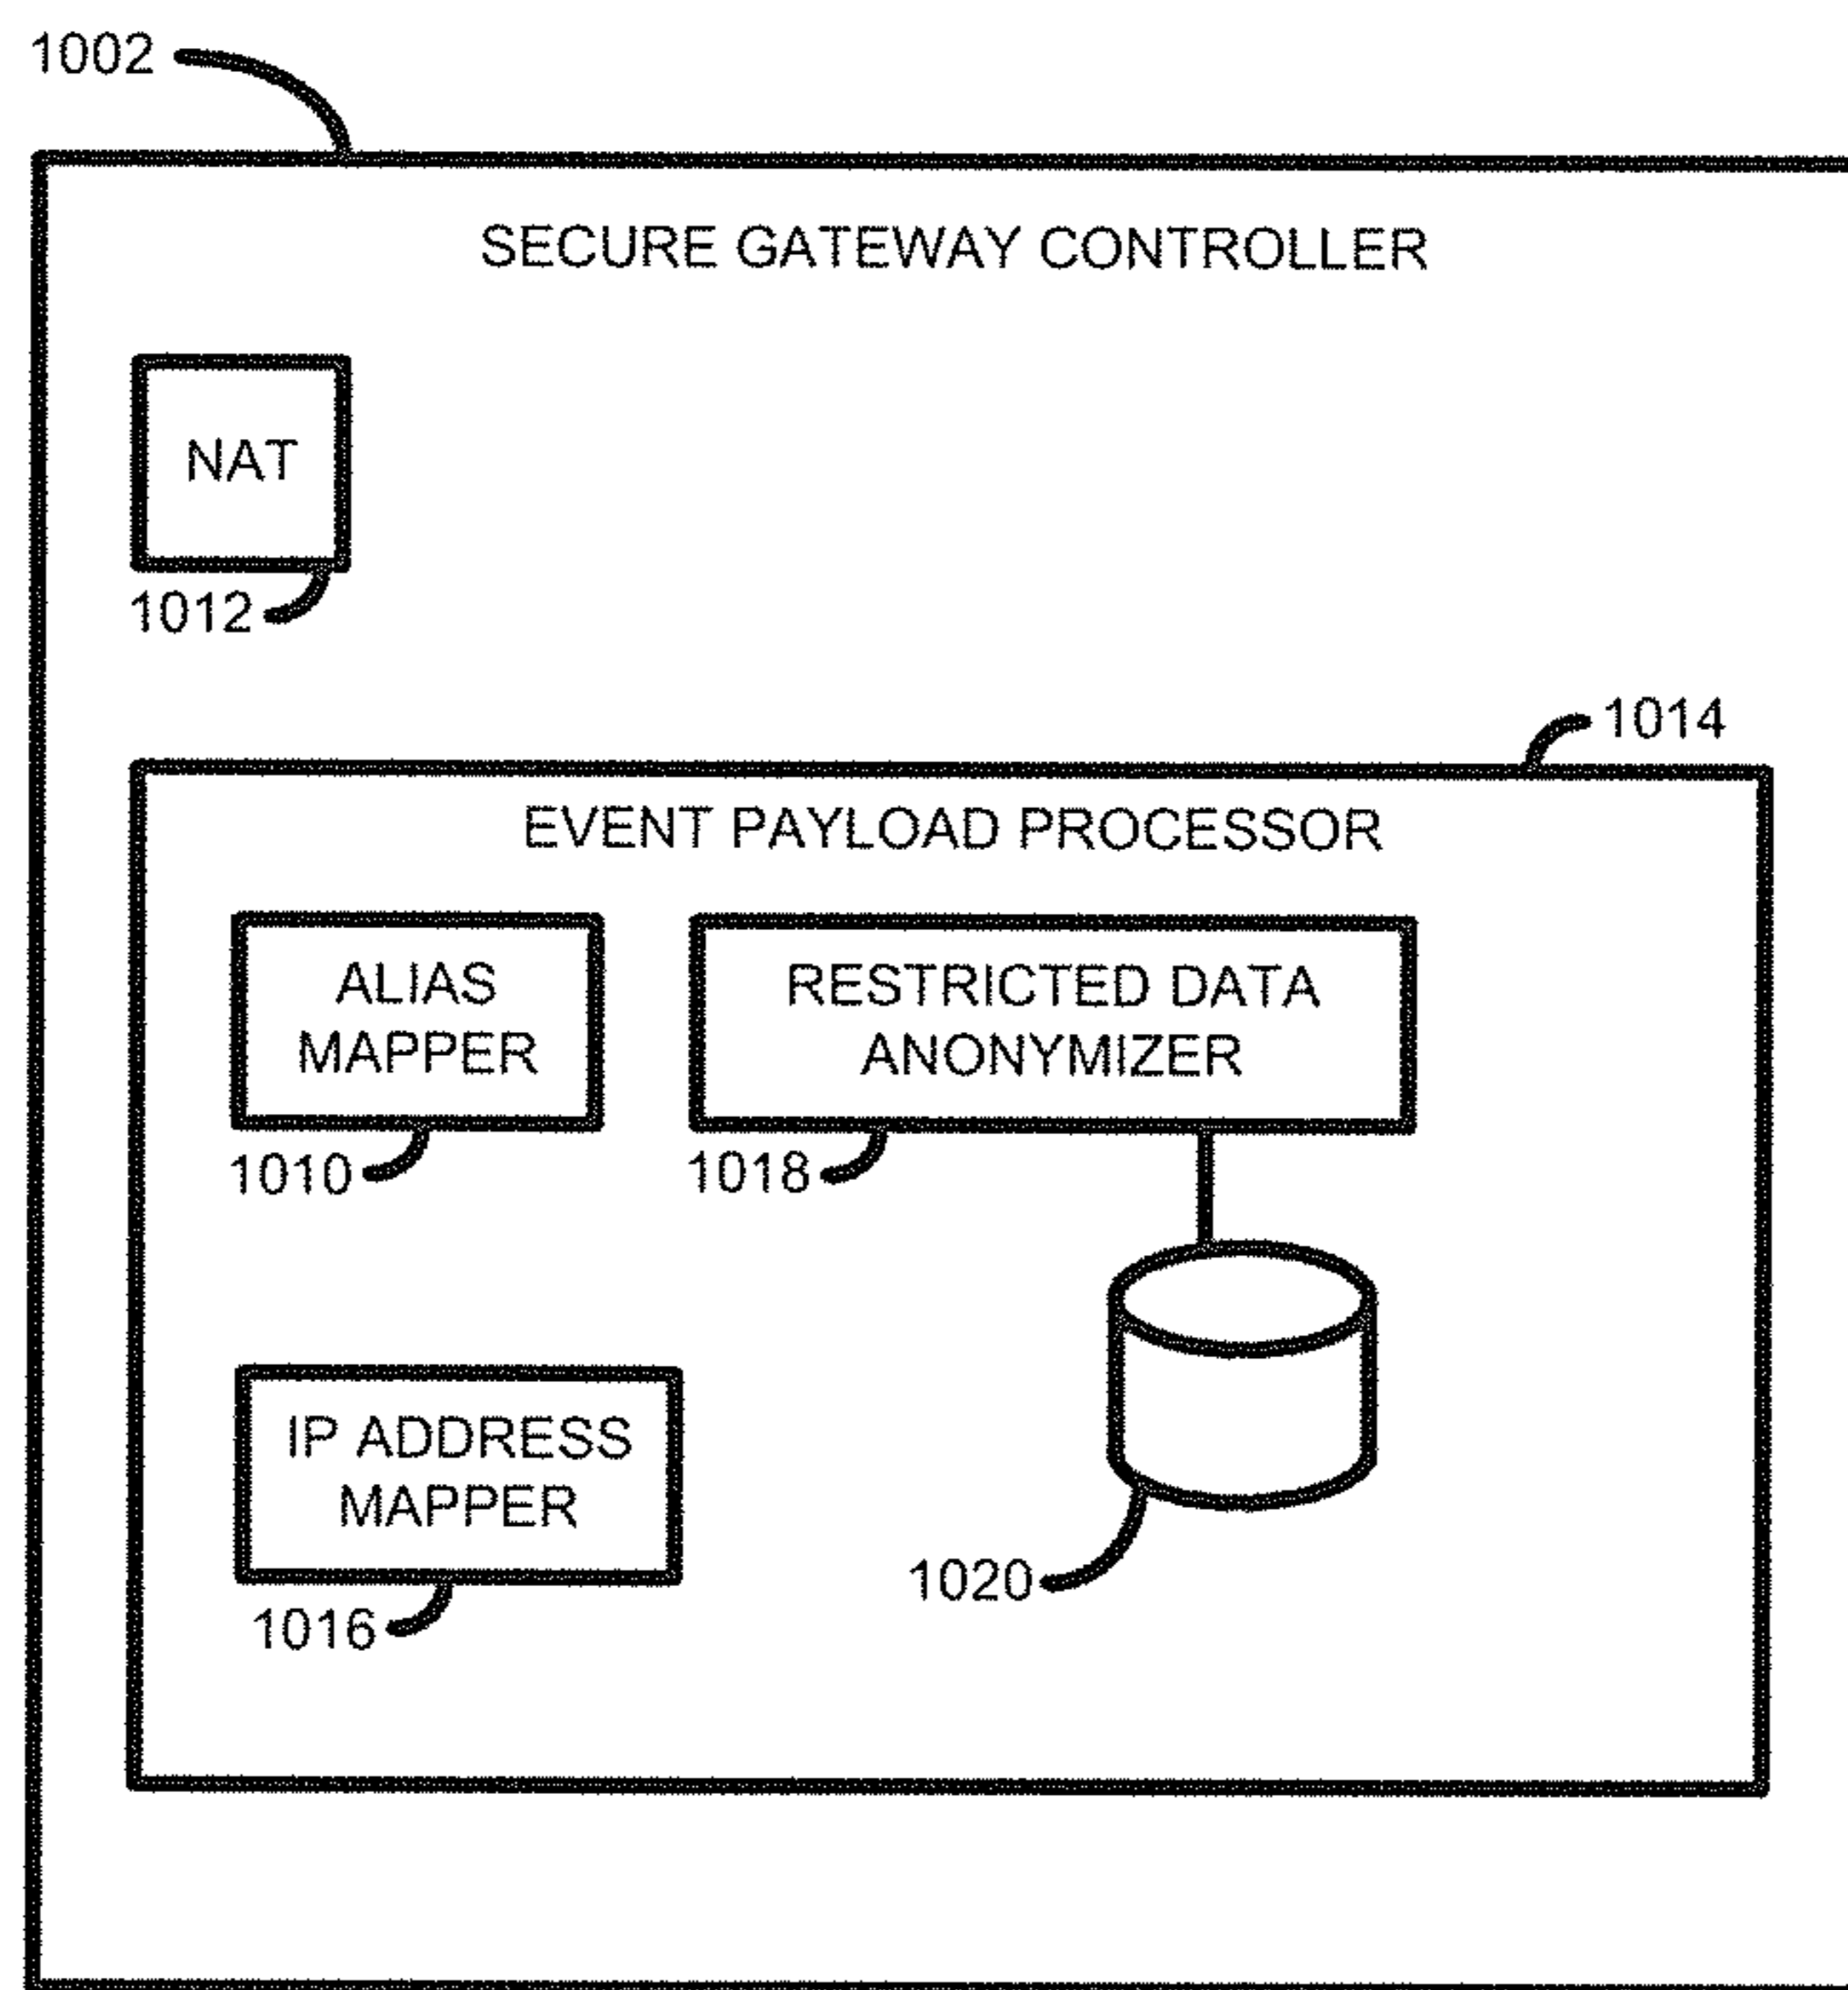 1002
SECURE GATEWAY CONTROLLER
NAT
1012
1014
EVENT PAYLOAD PROCESSOR
ALIAS
MAPPER
1010
RESTRICTED DATA
ANONYMIZER
1018
IP ADDRESS
MAPPER
1016
1020